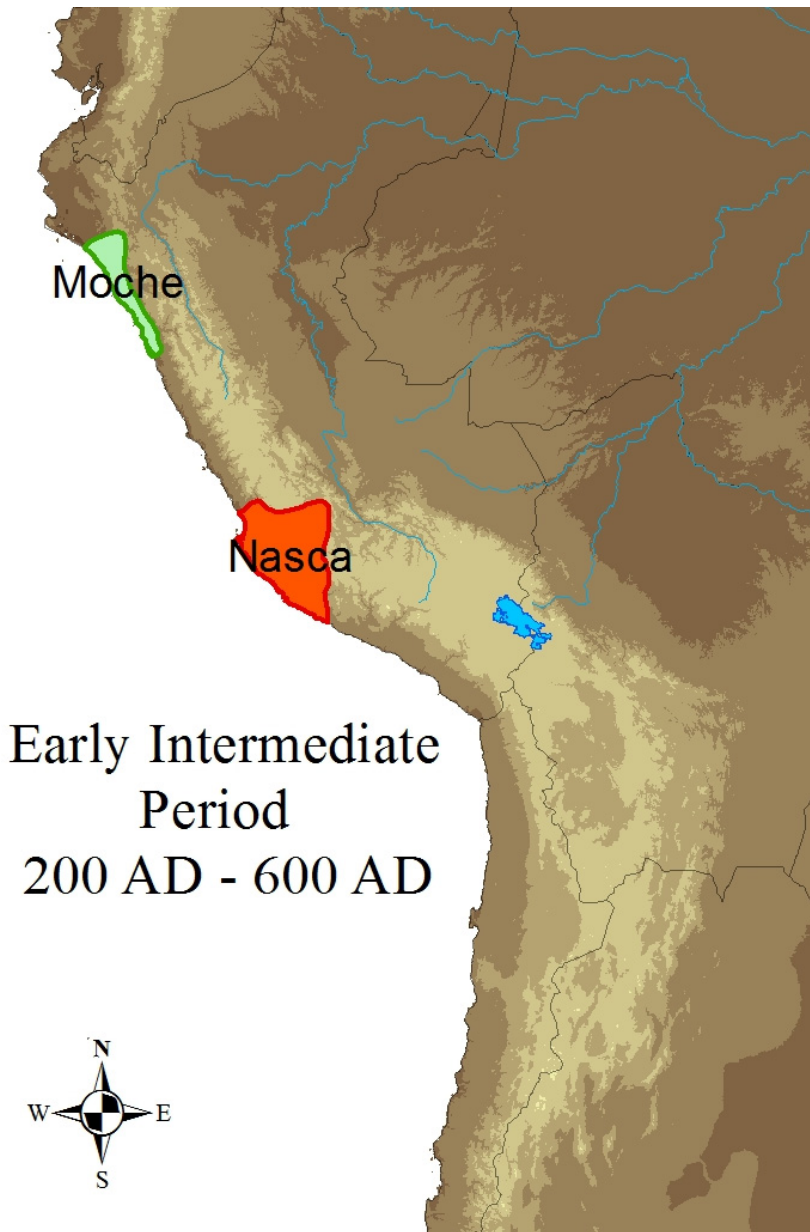 Moche
Nasca
Early Intermediate
Period
200 AD - 600 AD
N
W E
S